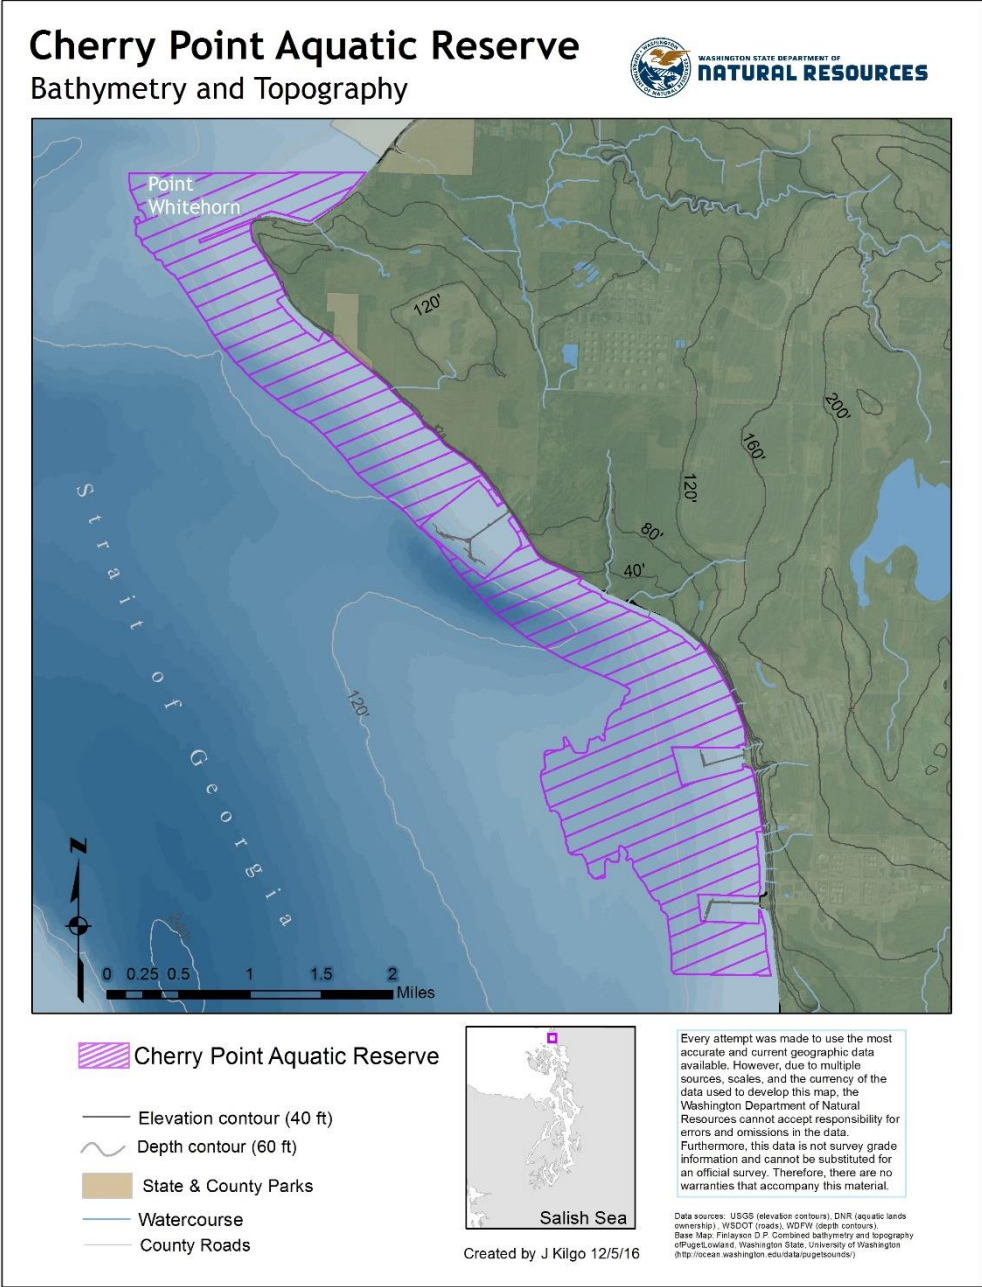 Cherry Point Aquatic Reserve
Bathymetry and Topography
WASHINGTON STATE DEPARTMENT OF
NATURAL RESOURCES
Point
Whitehorn
120'
200'
160'
120'
80'
40'
120'
Strait of Georgia
N
0 0.25 0.5 1 1.5 2
Miles
Cherry Point Aquatic Reserve
Elevation contour (40 ft)
Depth contour (60 ft)
State & County Parks
Watercourse
County Roads
Salish Sea
Created by J Kilgo 12/5/16
Every attempt was made to use the most
accurate and current geographic data
available. However, due to multiple
sources, scales, and the currency of the
data used to develop this map, the
Washington Department of Natural
Resources cannot accept responsibility for
errors and omissions in the data.
Furthermore, this data is not survey grade
information and cannot be substituted for
an official survey. Therefore, there are no
warranties that accompany this material.
Data sources: USGS (elevation contours), DNR (aquatic lands
ownership) , WSDOT (roads), WDFW (depth contours).
Base Map: Finlayson D.P. Combined bathymetry and topography
ofPugetLowland, Washington State, University of Washington
(http://ocean.washington.edu/data/pugetsounds/)